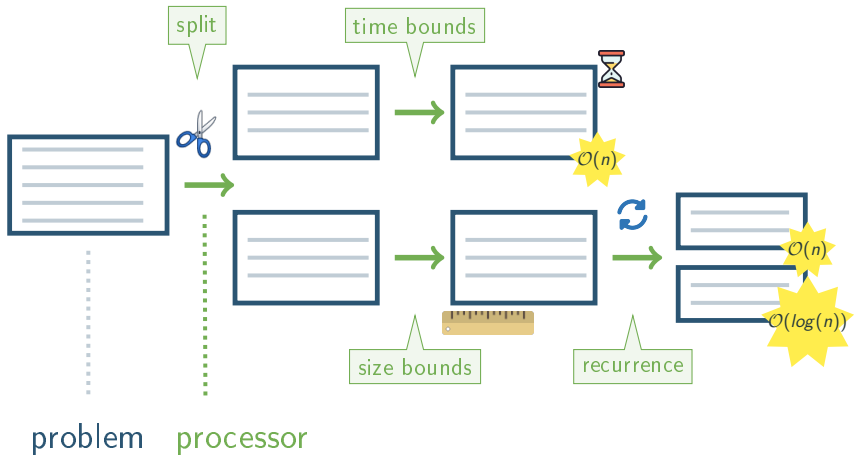 split
time bounds
O(n)
O(n)
O(log(n))
size bounds
recurrence
problem
processor